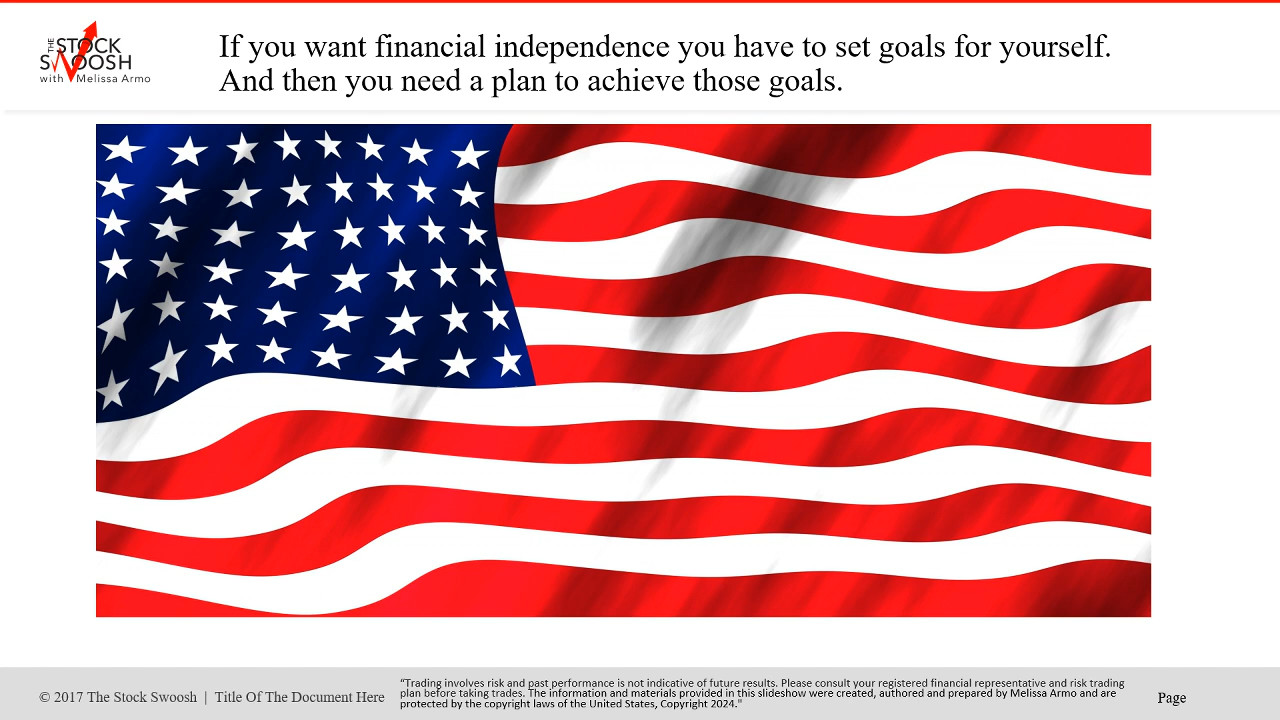 THE STOCK
SWOOSH
with Melissa Armo
If you want financial independence you have to set goals for yourself.
And then you need a plan to achieve those goals.
© 2017 The Stock Swoosh | Title Of The Document Here
“Trading involves risk and past performance is not indicative of future results. Please consult your registered financial representative and risk trading
plan before taking trades. The information and materials provided in this slideshow were created, authored and prepared by Melissa Armo and are
protected by the copyright laws of the United States, Copyright 2024."
Page